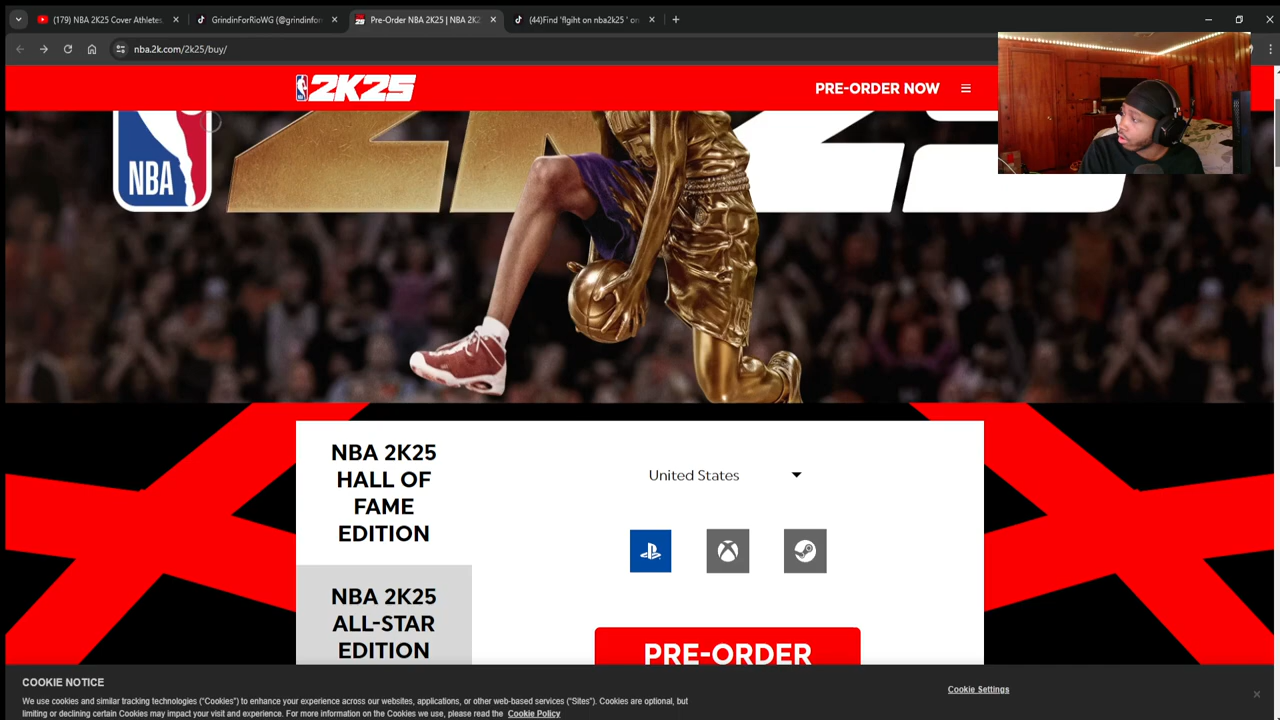 (179) NBA 2K25 Cover Athletes
GrindinForRioWG (@grindinfor
Pre-Order NBA 2K25 | NBA 2K2
(44)Find 'flgiht on nba2k25 ' on
nba.2k.com/2k25/buy/
2K25
PRE-ORDER NOW
NBA
2K25
NBA 2K25
HALL OF
FAME
EDITION
United States
NBA 2K25
ALL-STAR
EDITION
PRE-ORDER
COOKIE NOTICE
We use cookies and similar tracking technologies ("Cookies") to enhance your experience across our websites, applications, or other web-based services ("Sites"). Cookies are optional, but
limiting or declining certain Cookies may impact your visit and experience. For more information on the Cookies we use, please read the Cookie Policy
Cookie Settings